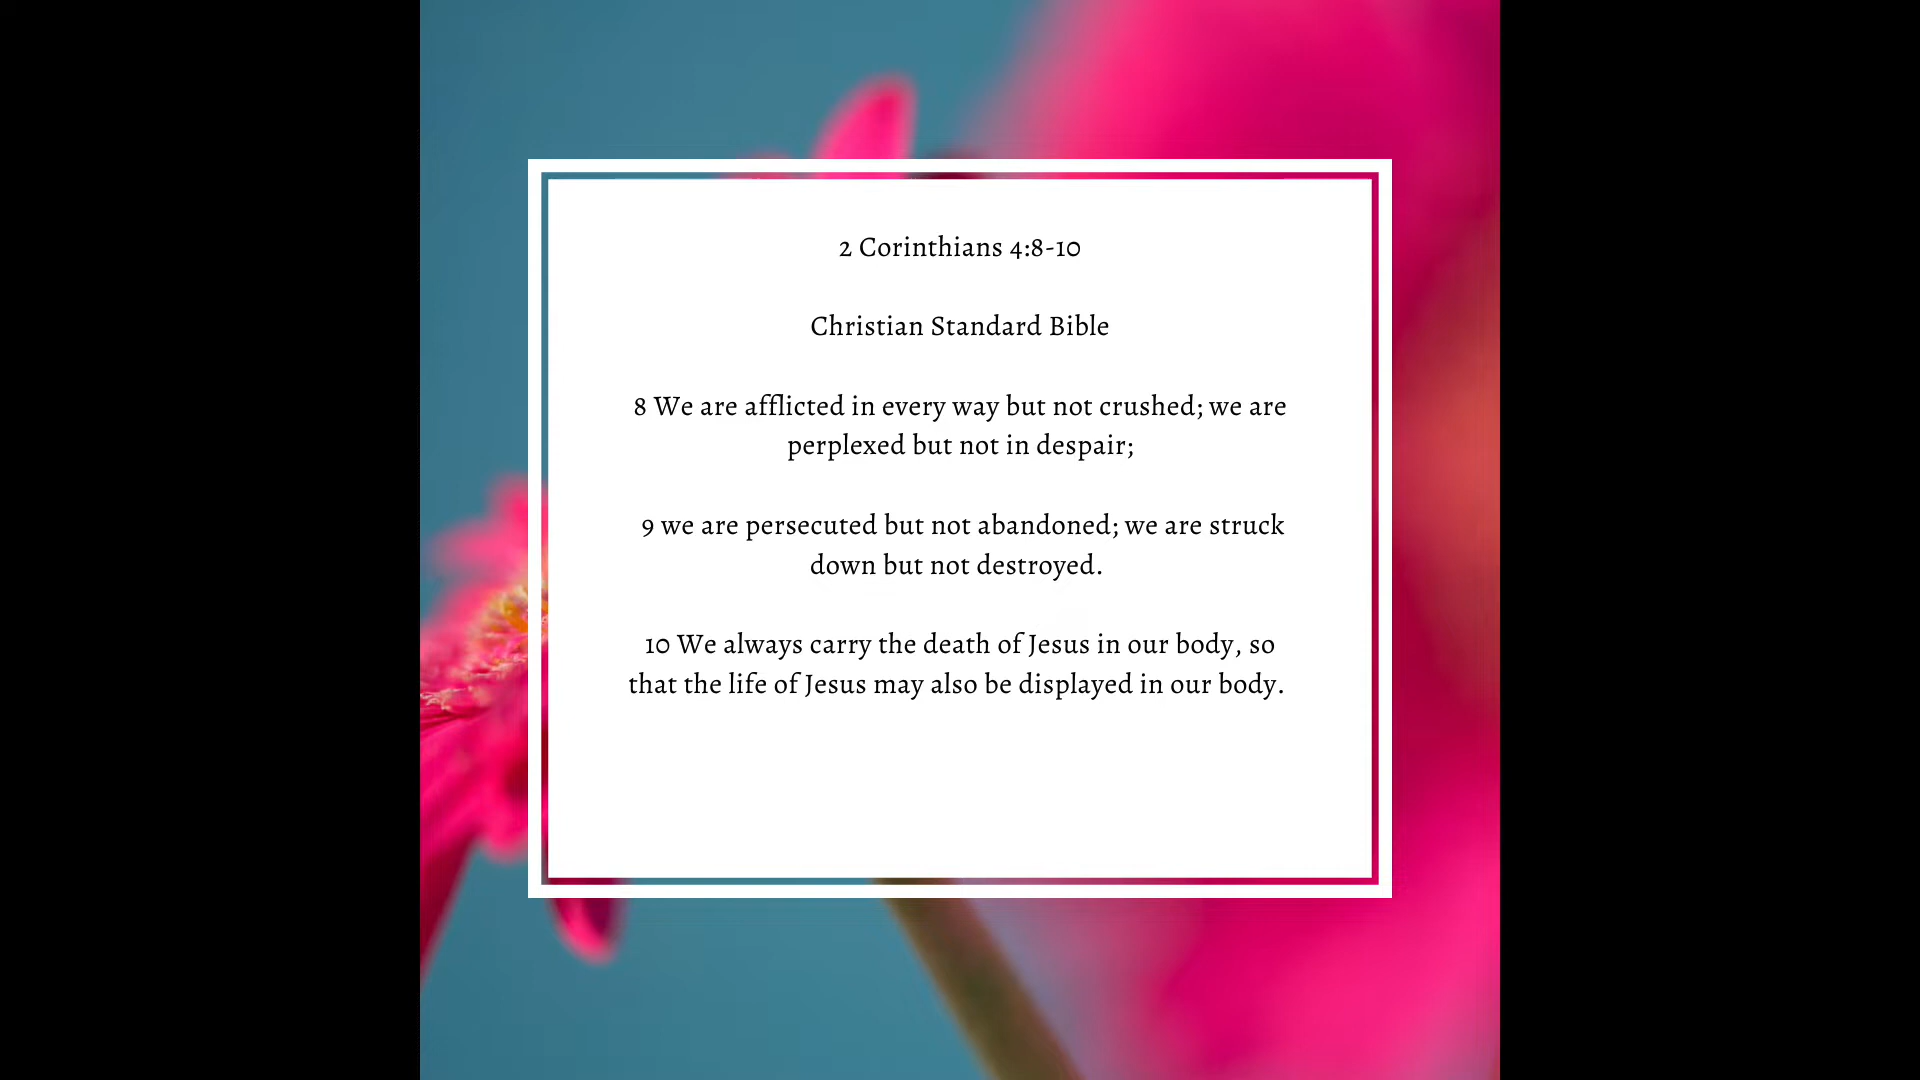 2 Corinthians 4:8-10
Christian Standard Bible
8 We are afflicted in every way but not crushed; we are
perplexed but not in despair;
9 we are persecuted but not abandoned; we are struck
down but not destroyed.
10 We always carry the death of Jesus in our body, so
that the life of Jesus may also be displayed in our body.